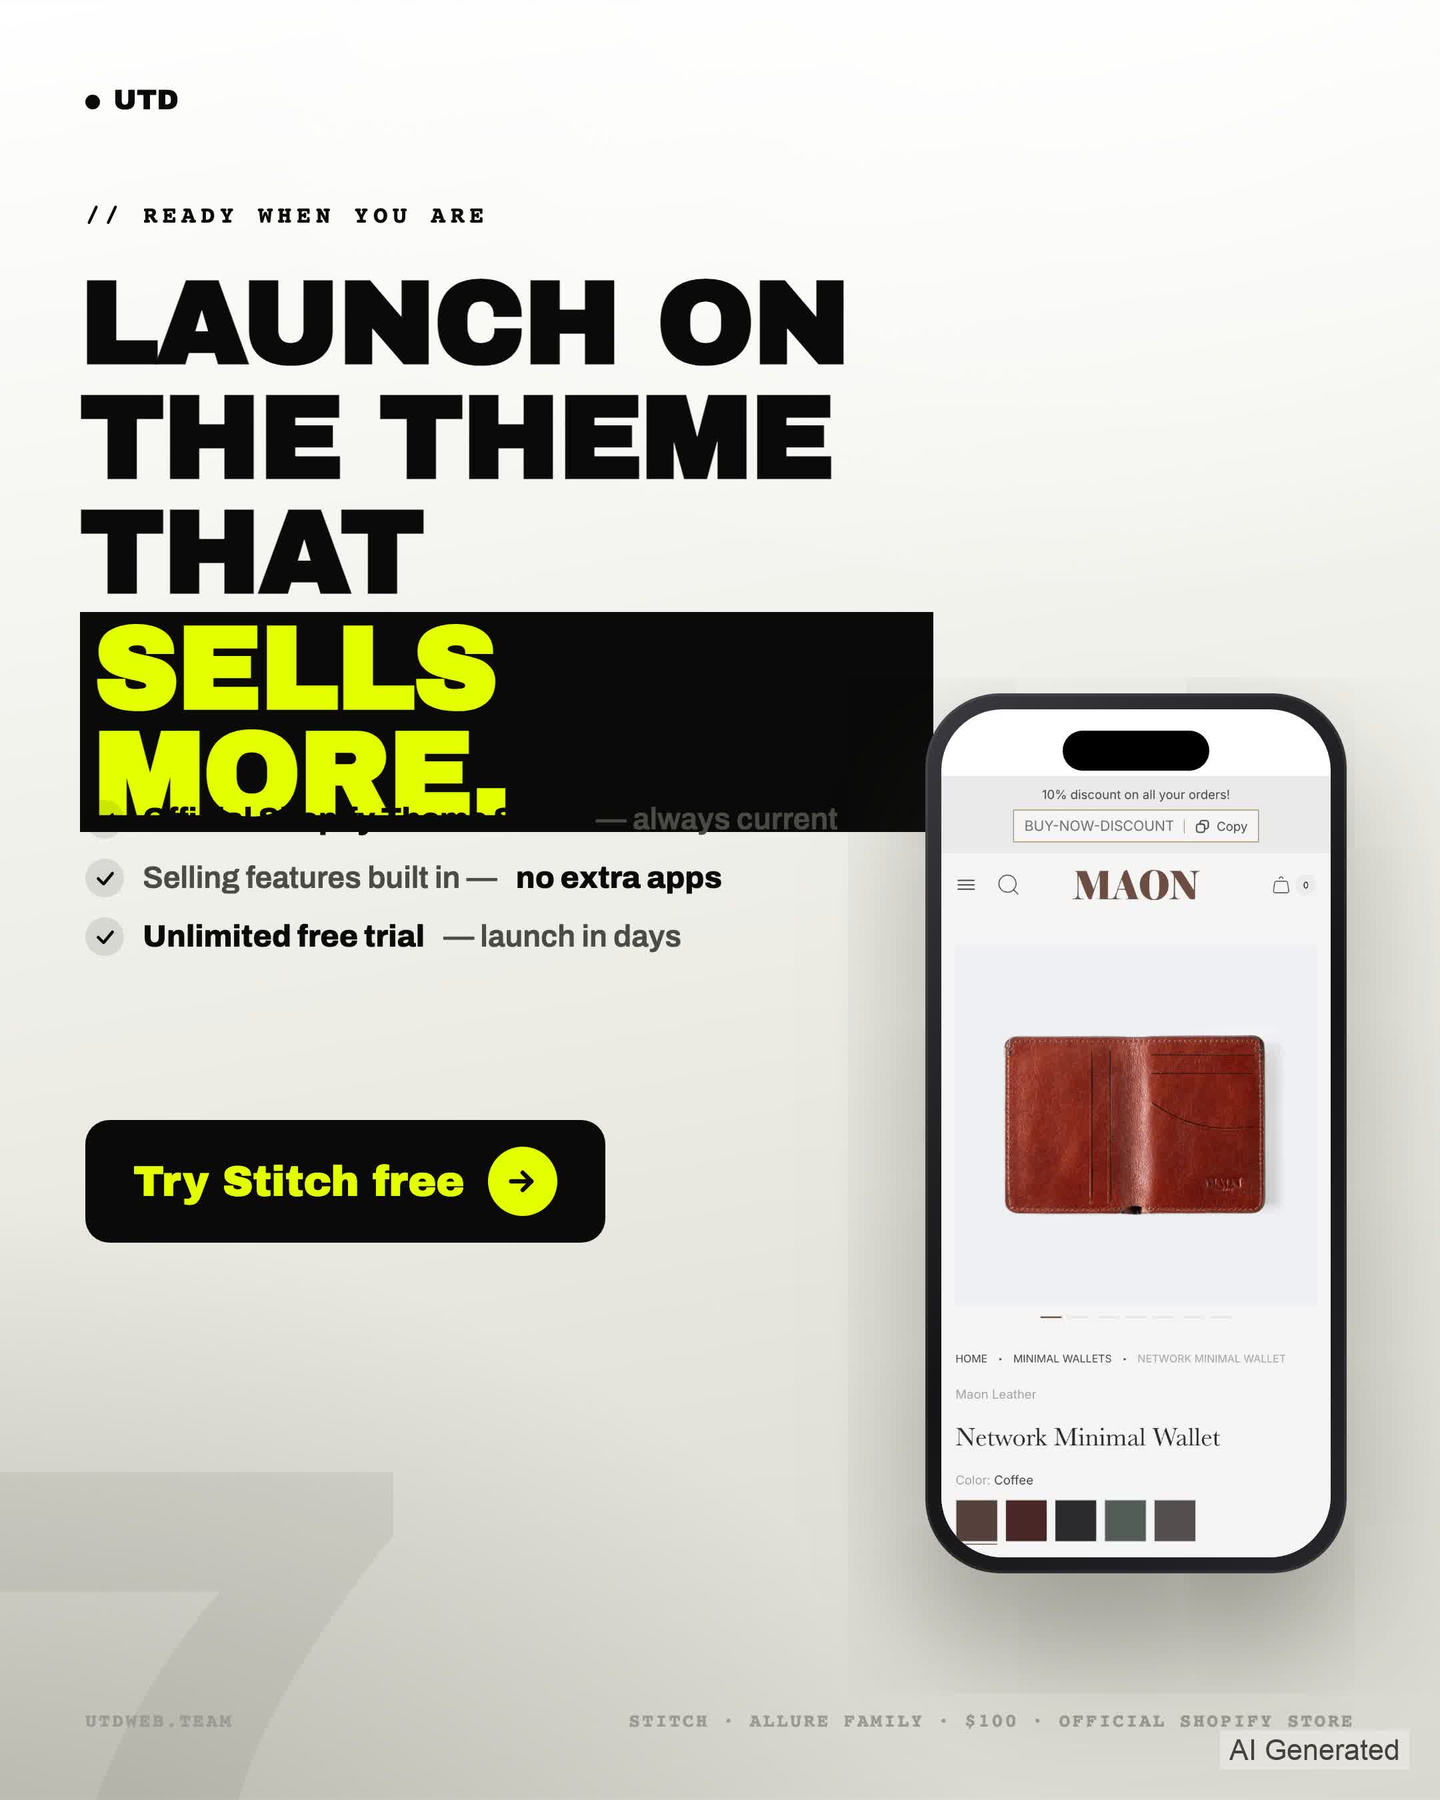 UTD
// READY WHEN YOU ARE
LAUNCH ON
THE THEME
THAT
SELLS
MORE.
— always current
Selling features built in — no extra apps
Unlimited free trial — launch in days
Try Stitch free
10% discount on all your orders!
BUY-NOW-DISCOUNT | Copy
MAON
0
HOME • MINIMAL WALLETS • NETWORK MINIMAL WALLET
Maon Leather
Network Minimal Wallet
Color: Coffee
7
UTDWEB.TEAM
STITCH · ALLURE FAMILY · $100 · OFFICIAL SHOPIFY STORE
AI Generated